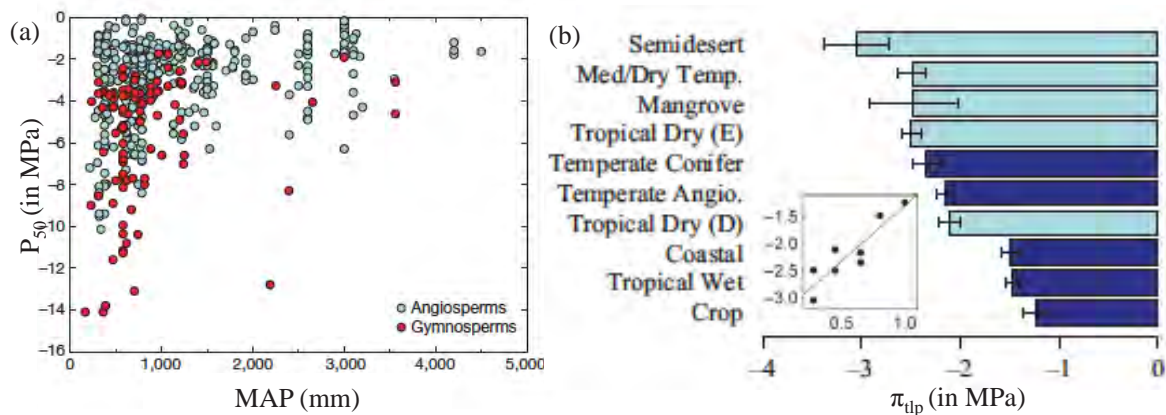 (a)
0
−2
−4
−6
−8
−10
−12
−14
−16
P50 (in MPa)
0
1,000
2,000
3,000
4,000
5,000
MAP (mm)
Angiosperms
Gymnosperms
(b)
Semidesert
Med/Dry Temp.
Mangrove
Tropical Dry (E)
Temperate Conifer
Temperate Angio.
Tropical Dry (D)
Coastal
Tropical Wet
Crop
−1.5
−2.0
−2.5
−3.0
0.5
1.0
−4
−3
−2
−1
0
πtlp (in MPa)